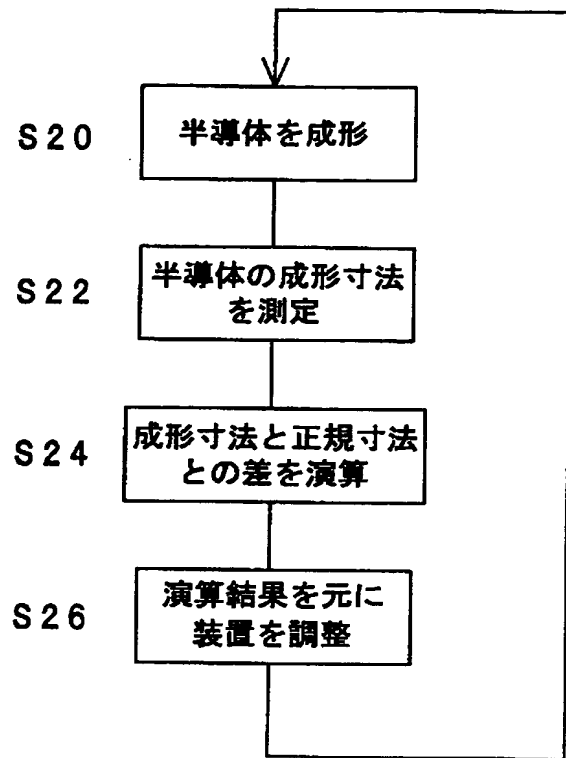 S20
半導体を成形
S22
半導体の成形寸法
を測定
S24
成形寸法と正規寸法
との差を演算
S26
演算結果を元に
装置を調整